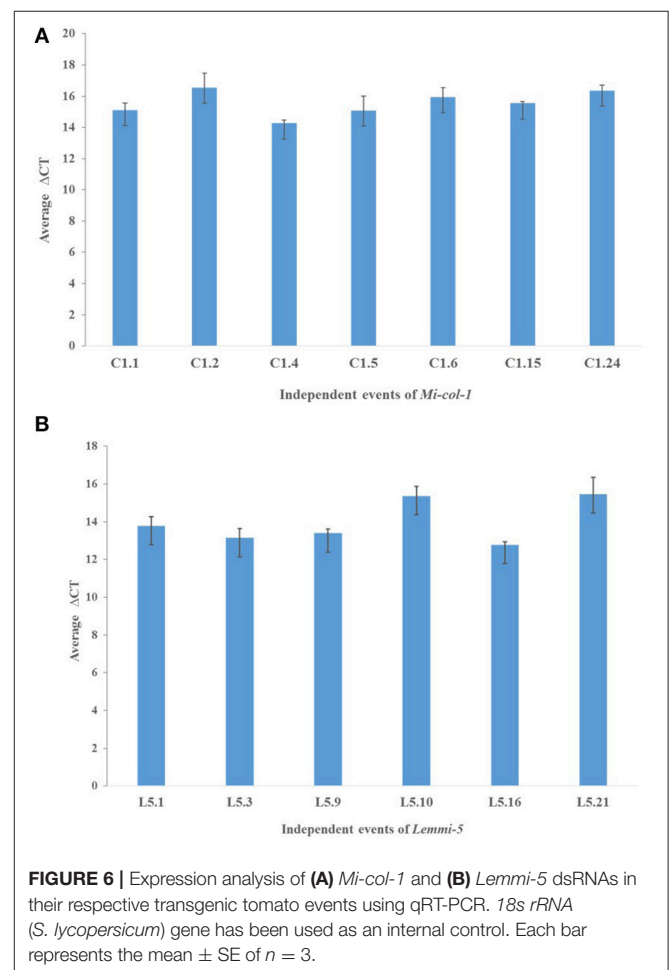 A
20
18
16
14
12
10
8
6
4
2
0
Average ΔCT
C1.1 C1.2 C1.4 C1.5 C1.6 C1.15 C1.24
Independent events of Mi-col-1
B
18
16
14
12
10
8
6
4
2
0
Average ΔCT
L5.1 L5.3 L5.9 L5.10 L5.16 L5.21
Independent events of Lemmi-5
FIGURE 6 | Expression analysis of (A) Mi-col-1 and (B) Lemmi-5 dsRNAs in
their respective transgenic tomato events using qRT-PCR. 18s rRNA
(S. lycopersicum) gene has been used as an internal control. Each bar
represents the mean ± SE of n = 3.